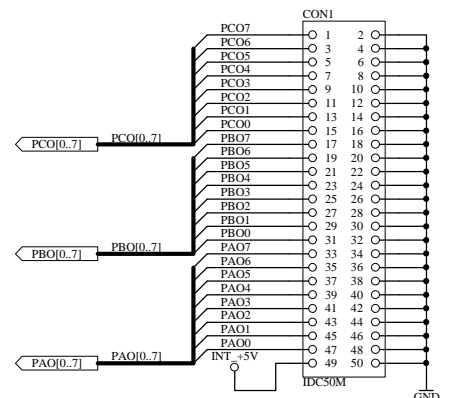 CON1
PCO7 1 2
PCO6 3 4
PCO5 5 6
PCO4 7 8
PCO3 9 10
PCO2 11 12
PCO1 13 14
PCO0 15 16
PCO[0..7] PCO[0..7]
PBO7 17 18
PBO6 19 20
PBO5 21 22
PBO4 23 24
PBO3 25 26
PBO2 27 28
PBO1 29 30
PBO0 31 32
PBO[0..7] PBO[0..7]
PAO7 33 34
PAO6 35 36
PAO5 37 38
PAO4 39 40
PAO3 41 42
PAO2 43 44
PAO1 45 46
PAO0 47 48
PAO[0..7] PAO[0..7]
INT_+5V 49 50
IDC50M
GND